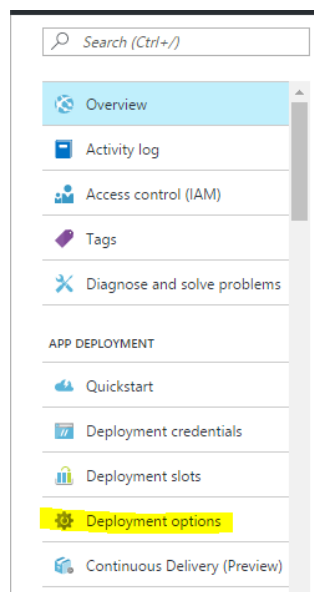 Search (Ctrl+/)
Overview
Activity log
Access control (IAM)
Tags
Diagnose and solve problems
APP DEPLOYMENT
Quickstart
Deployment credentials
Deployment slots
Deployment options
Continuous Delivery (Preview)